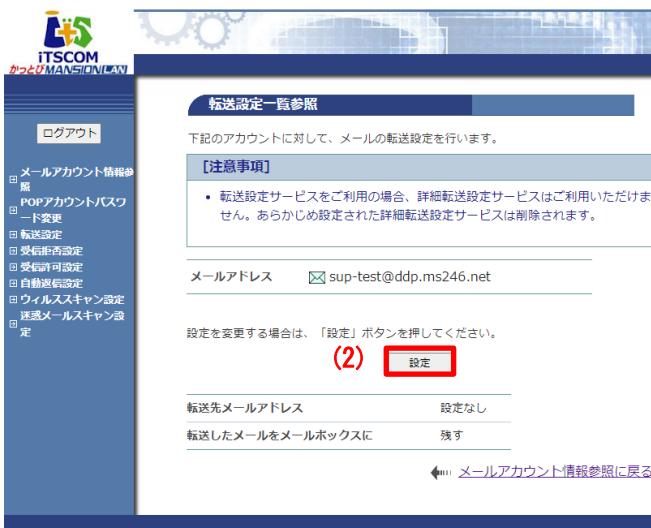 iTSCOM
かっとびMANSIONLAN
ログアウト
メールアカウント情報参
照
POPアカウントパスワ
ード変更
転送設定
受信拒否設定
受信許可設定
自動返信設定
ウィルススキャン設定
迷惑メールスキャン設
定
転送設定一覧参照
下記のアカウントに対して、メールの転送設定を行います。
[注意事項]
• 転送設定サービスをご利用の場合、詳細転送設定サービスはご利用いただけま
せん。あらかじめ設定された詳細転送設定サービスは削除されます。
メールアドレス sup-test@ddp.ms246.net
設定を変更する場合は、「設定」ボタンを押してください。
(2) 設定
転送先メールアドレス 設定なし
転送したメールをメールボックスに 残す
メールアカウント情報参照に戻る